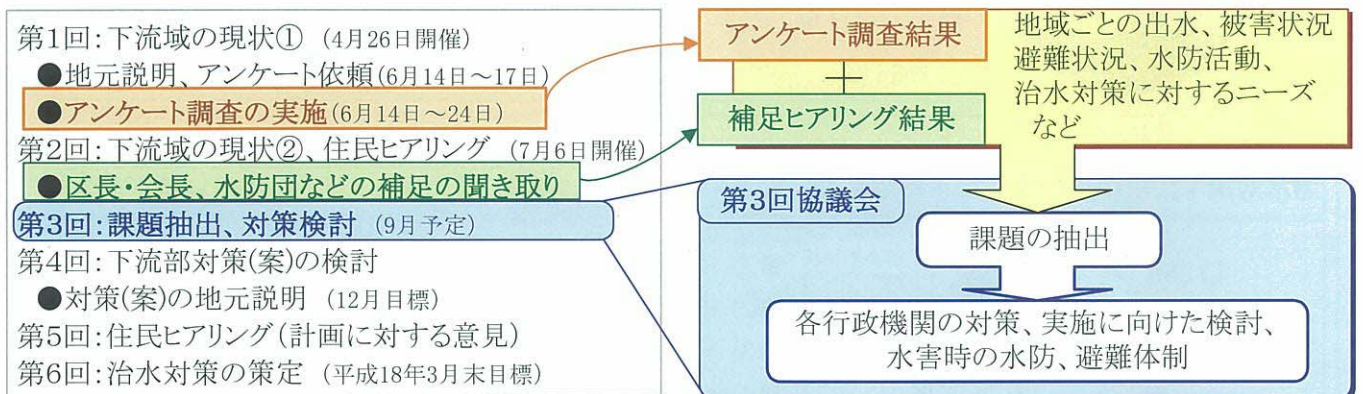 第1回：下流域の現状① (4月26日開催)
●地元説明、アンケート依頼(6月14日～17日)
●アンケート調査の実施(6月14日～24日)
第2回：下流域の現状②、住民ヒアリング (7月6日開催)
●区長・会長、水防団などの補足の聞き取り
第3回：課題抽出、対策検討 (9月予定)
第4回：下流部対策(案)の検討
●対策(案)の地元説明 (12月目標)
第5回：住民ヒアリング(計画に対する意見)
第6回：治水対策の策定 (平成18年3月末目標)
アンケート調査結果
＋
補足ヒアリング結果
地域ごとの出水、被害状況
避難状況、水防活動、
治水対策に対するニーズ
など
第3回協議会
課題の抽出
各行政機関の対策、実施に向けた検討、
水害時の水防、避難体制